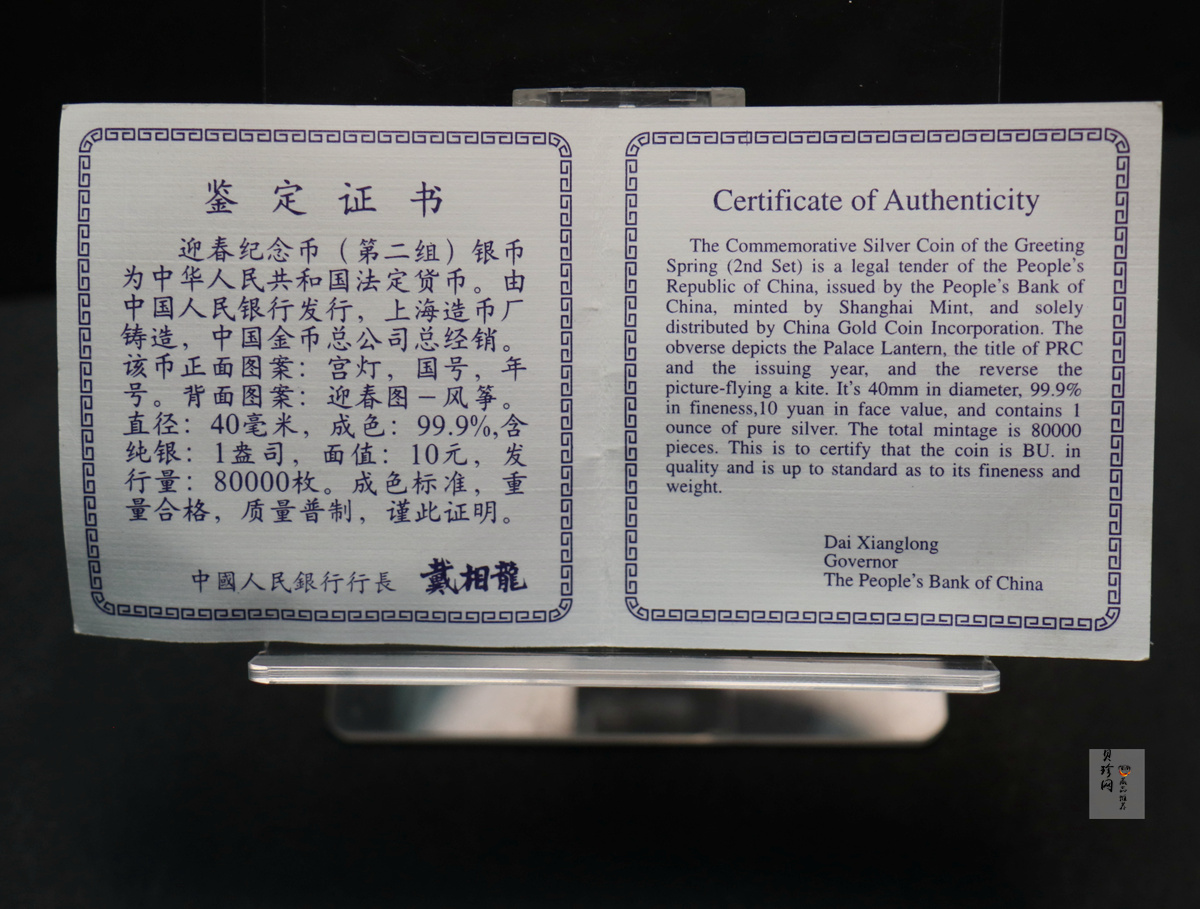 鉴定证书
迎春纪念币（第二组）银币
为中华人民共和国法定货币。由
中国人民银行发行，上海造币厂
铸造，中国金币总公司总经销。
该币正面图案：宫灯，国号，年
号。背面图案：迎春图－风筝。
直径：40毫米，成色：99.9%,含
纯银：1盎司，面值：10元，发
行量：80000枚。成色标准，重
量合格，质量普制，谨此证明。
中國人民銀行行長 戴相龍
Certificate of Authenticity
The Commemorative Silver Coin of the Greeting
Spring (2nd Set) is a legal tender of the People's
Republic of China, issued by the People's Bank of
China, minted by Shanghai Mint, and solely
distributed by China Gold Coin Incorporation. The
obverse depicts the Palace Lantern, the title of PRC
and the issuing year, and the reverse the
picture-flying a kite. It's 40mm in diameter, 99.9%
in fineness,10 yuan in face value, and contains 1
ounce of pure silver. The total mintage is 80000
pieces. This is to certify that the coin is BU. in
quality and is up to standard as to its fineness and
weight.
Dai Xianglong
Governor
The People's Bank of China
贝珍网